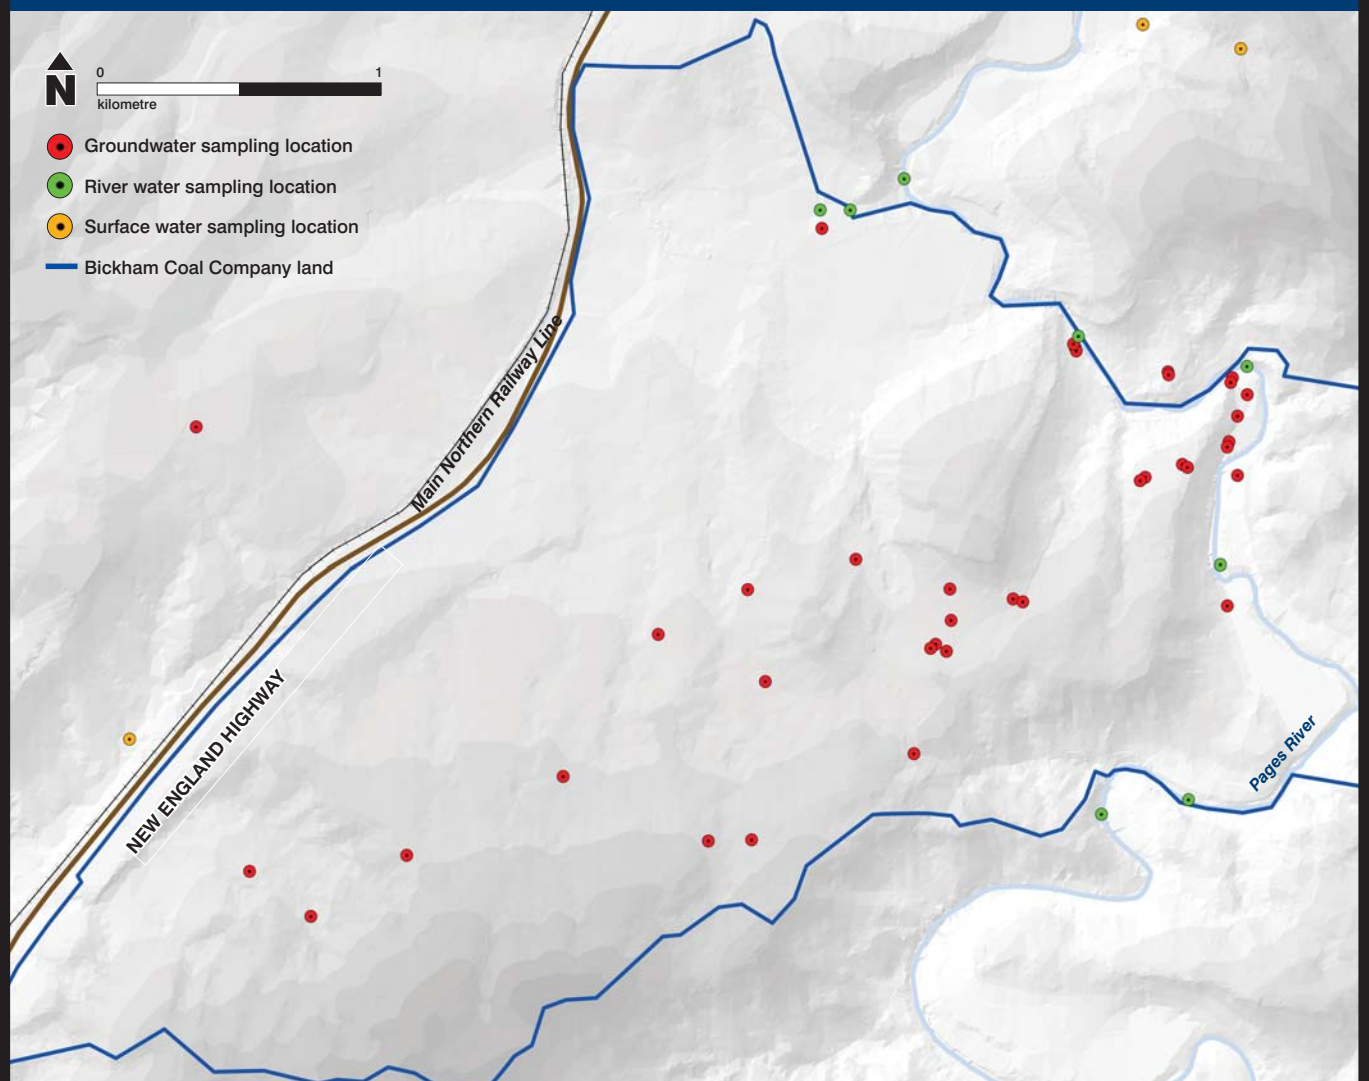 0 1
N
kilometre
Groundwater sampling location
River water sampling location
Surface water sampling location
Bickham Coal Company land
Main Northern Railway Line
NEW ENGLAND HIGHWAY
Pages River